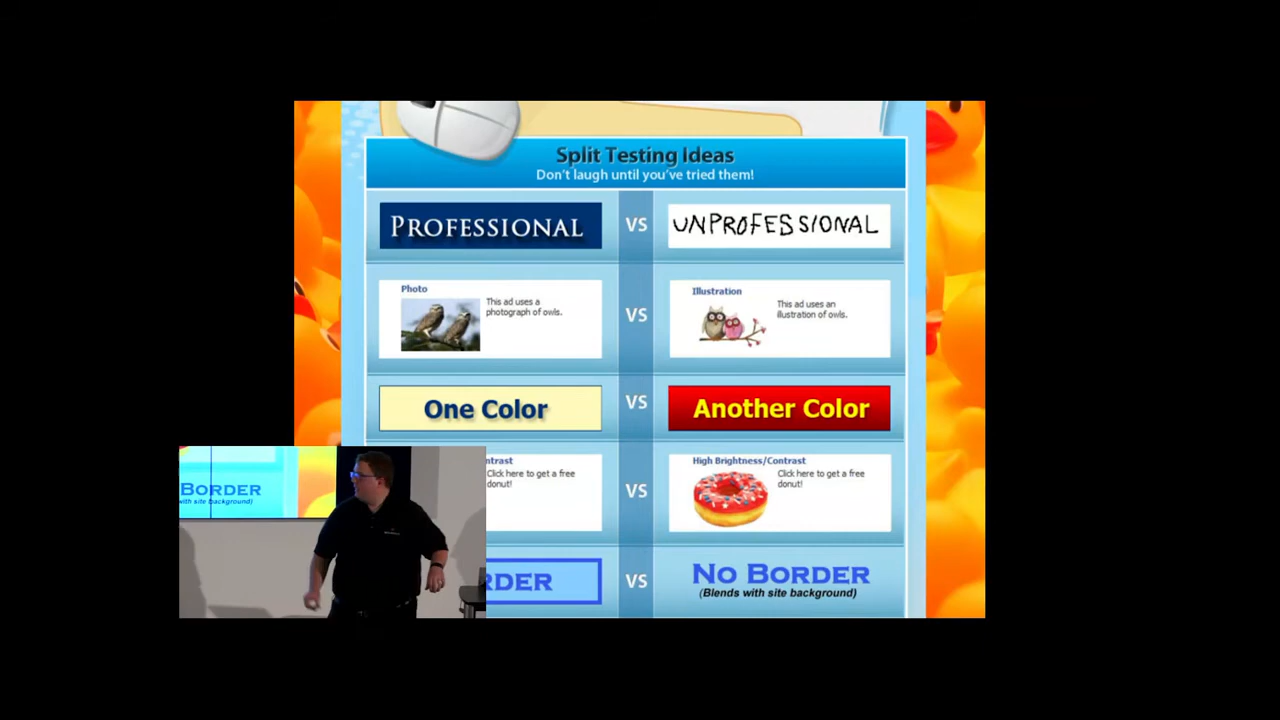 Split Testing Ideas
Don't laugh until you've tried them!
PROFESSIONAL
VS
UNPROFESSIONAL
Photo
This ad uses a
photograph of owls.
VS
Illustration
This ad uses an
illustration of owls.
One Color
VS
Another Color
ntrast
Click here to get a free
donut!
VS
High Brightness/Contrast
Click here to get a free
donut!
RDER
VS
NO BORDER
(Blends with site background)
BORDER
with site background)